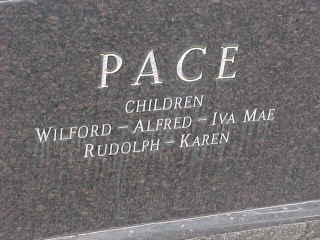 PACE
CHILDREN
WILFORD – ALFRED – IVA MAE
RUDOLPH – KAREN